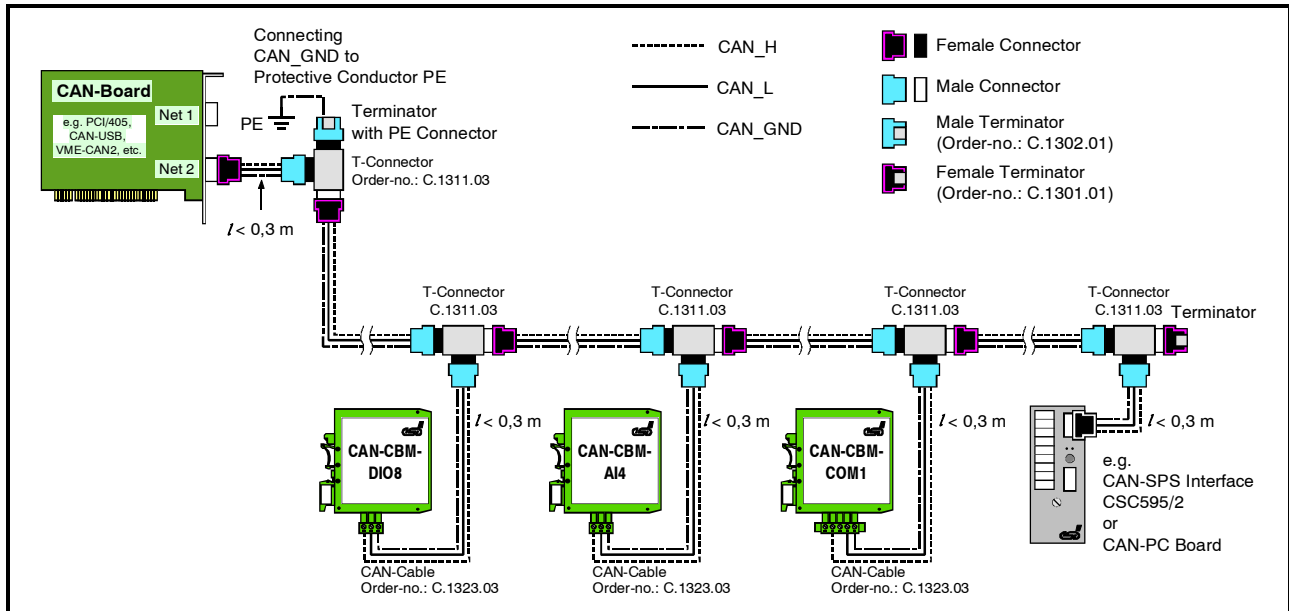 Connecting
CAN_GND to
Protective Conductor PE
CAN_H
CAN_L
CAN_GND
Female Connector
Male Connector
Male Terminator
(Order-no.: C.1302.01)
Female Terminator
(Order-no.: C.1301.01)
CAN-Board
e.g. PCI/405,
CAN-USB,
VME-CAN2, etc.
Net 1
Net 2
PE
Terminator
with PE Connector
T-Connector
Order-no.: C.1311.03
l < 0,3 m
T-Connector
C.1311.03
T-Connector
C.1311.03
T-Connector
C.1311.03
T-Connector
C.1311.03
Terminator
l < 0,3 m
l < 0,3 m
l < 0,3 m
l < 0,3 m
esd
CAN-CBM-
DIO8
esd
CAN-CBM-
AI4
esd
CAN-CBM-
COM1
e.g.
CAN-SPS Interface
CSC595/2
or
CAN-PC Board
esd
CAN-Cable
Order-no.: C.1323.03
CAN-Cable
Order-no.: C.1323.03
CAN-Cable
Order-no.: C.1323.03